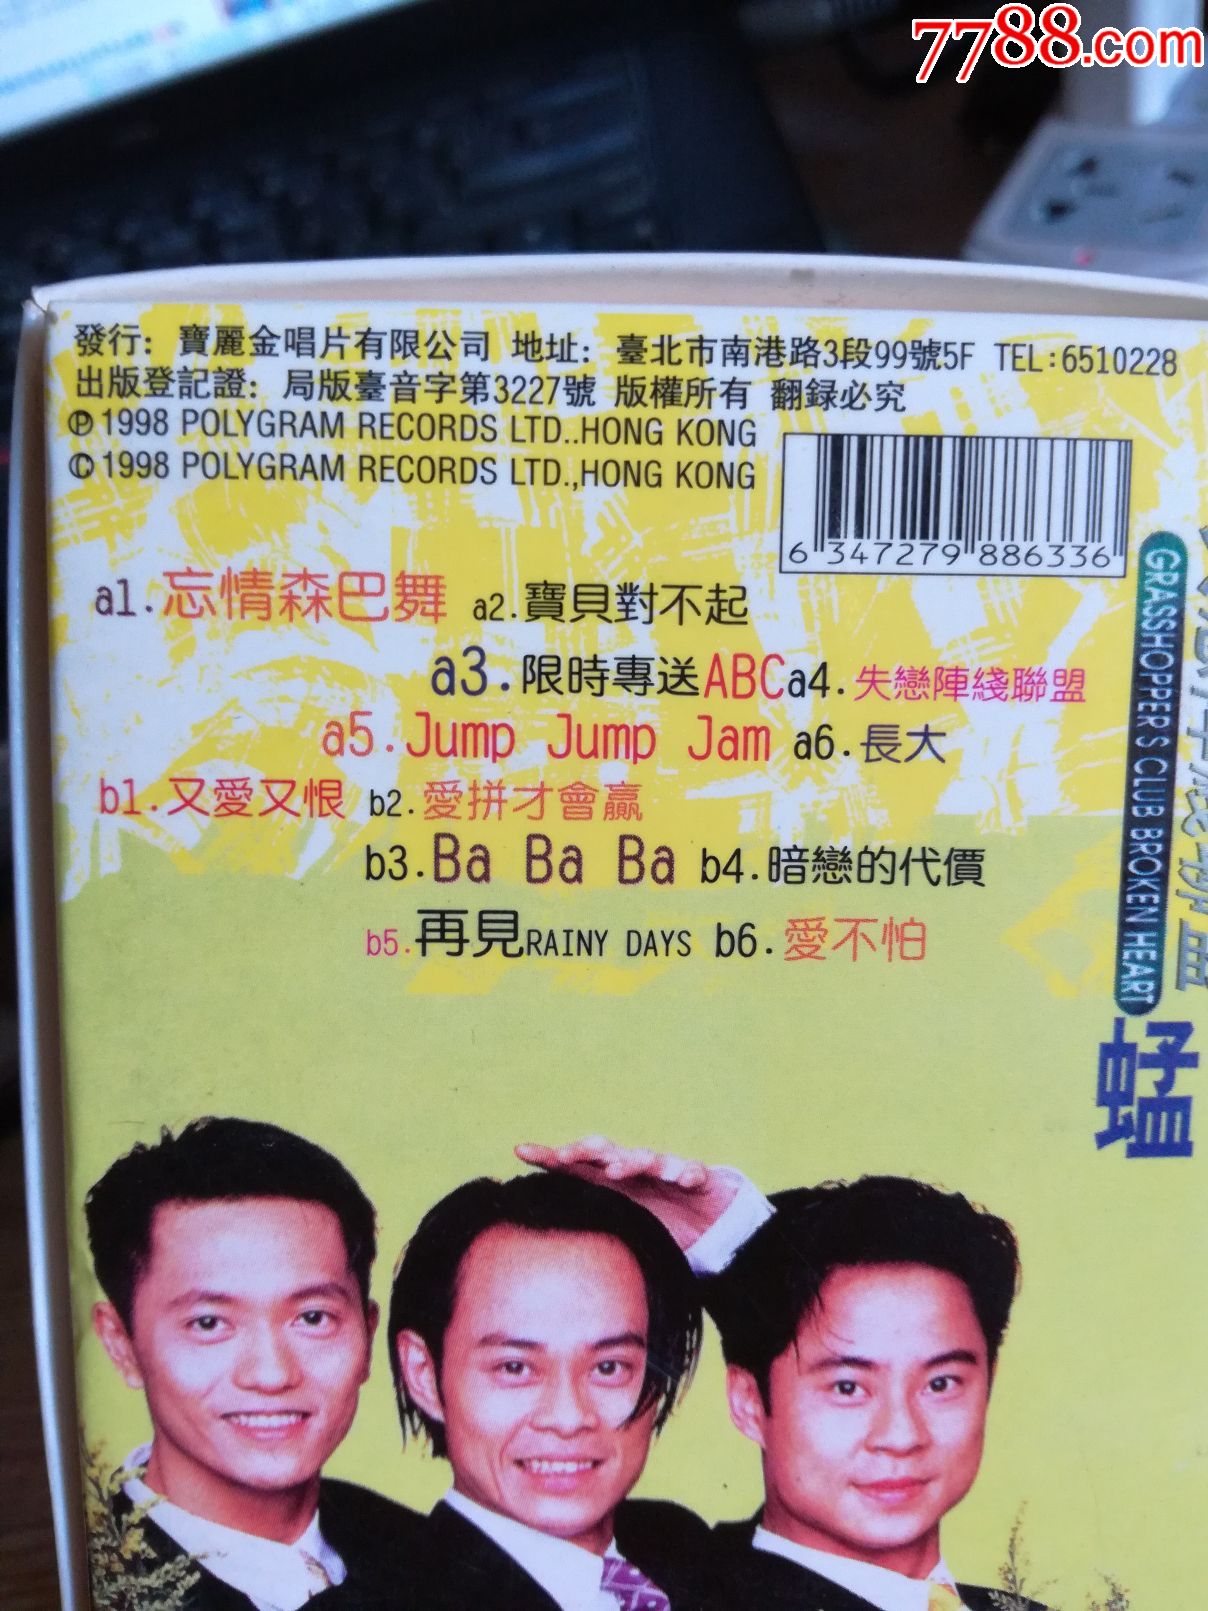 7788.com
發行：寶麗金唱片有限公司 地址：臺北市南港路3段99號5F TEL:6510228
出版登記證：局版臺音字第3227號 版權所有 翻録必究
Ⓟ1998 POLYGRAM RECORDS LTD..HONG KONG
©1998 POLYGRAM RECORDS LTD.,HONG KONG
6 347279 886336
a1.忘情森巴舞 a2.寶貝對不起
a3.限時專送ABC a4.失戀陣綫聯盟
a5.Jump Jump Jam a6.長大
b1.又愛又恨 b2.愛拼才會贏
b3.Ba Ba Ba b4.暗戀的代價
b5.再見RAINY DAYS b6.愛不怕
GRASSHOPPER'S CLUB BROKEN HEART
蜢